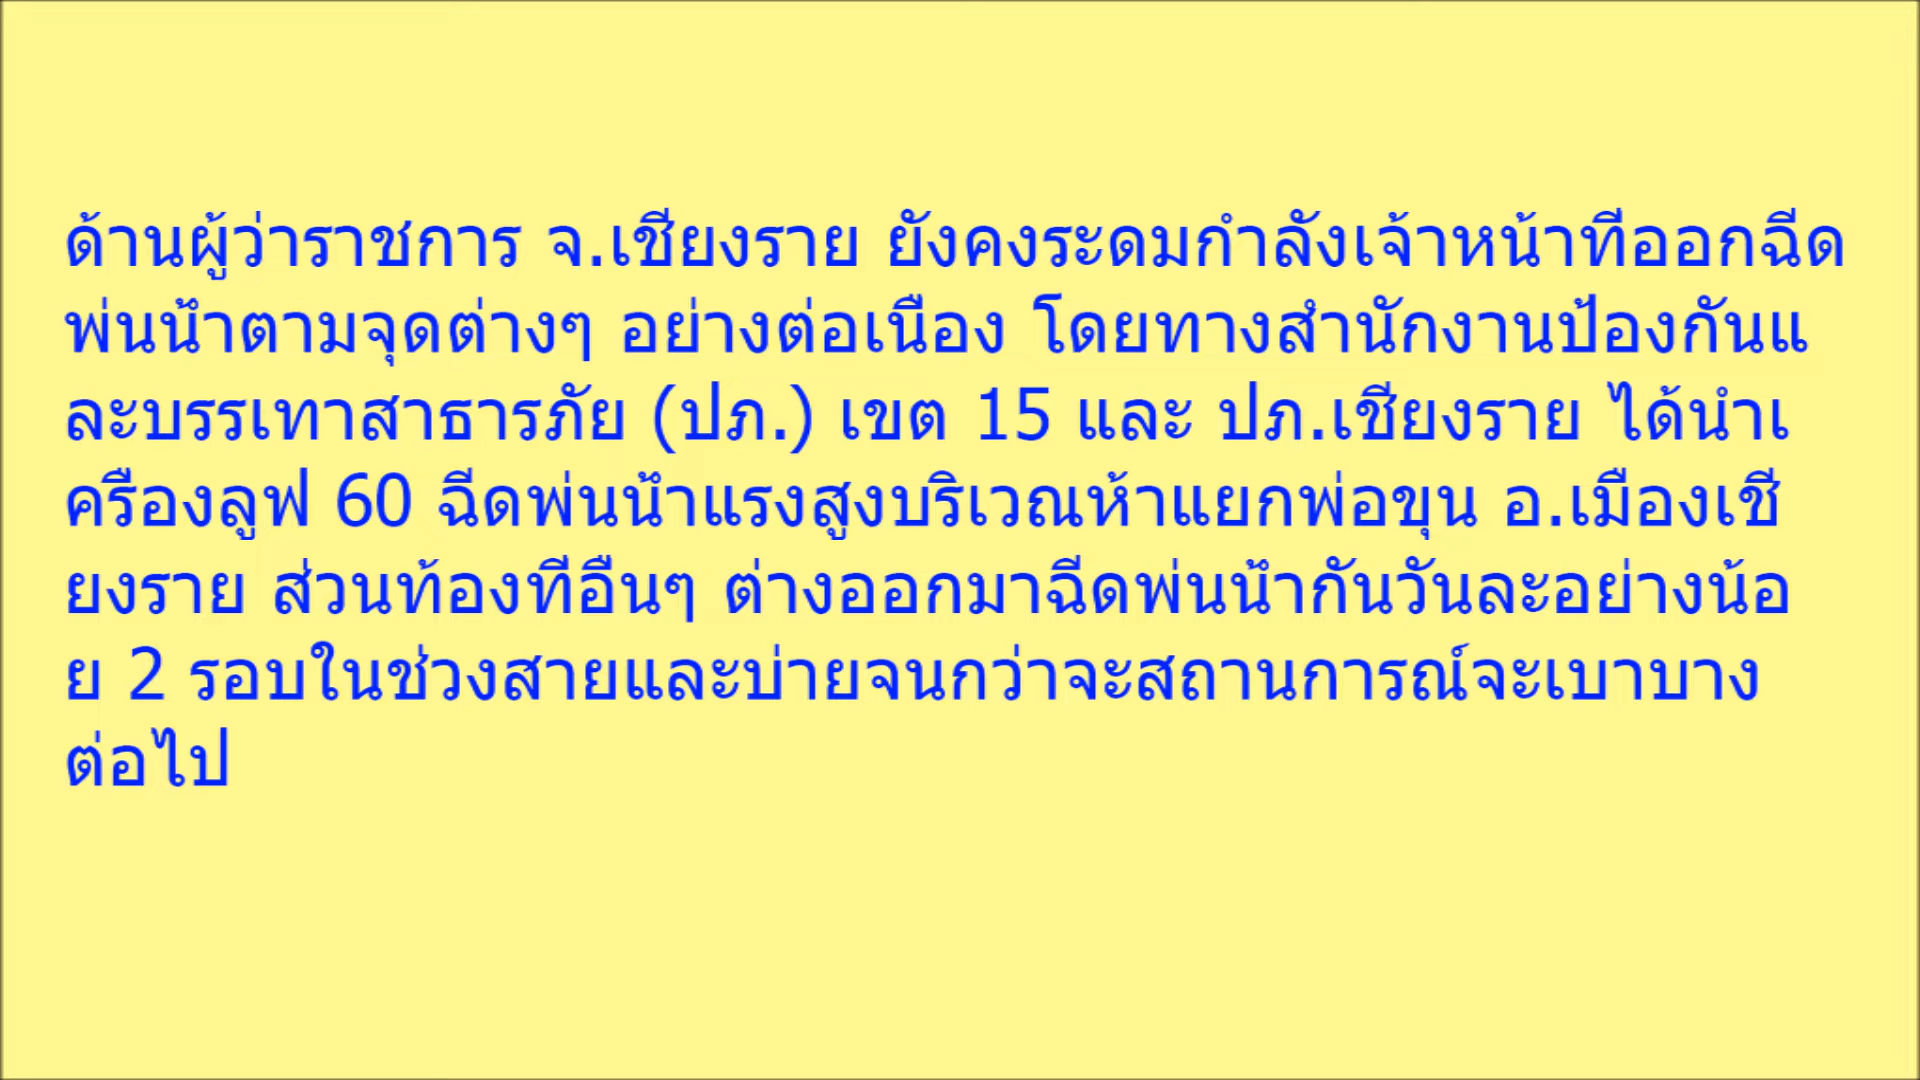 ด้านผู้ว่าราชการ จ.เชียงราย ยังคงระดมกำลังเจ้าหน้าที่ออกฉีด
พ่นน้ำตามจุดต่างๆ อย่างต่อเนื่อง โดยทางสำนักงานป้องกันแ
ละบรรเทาสาธารภัย (ปภ.) เขต 15 และ ปภ.เชียงราย ได้นำเ
ครื่องลูฟ 60 ฉีดพ่นน้ำแรงสูงบริเวณห้าแยกพ่อขุน อ.เมืองเชี
ยงราย ส่วนท้องที่อื่นๆ ต่างออกมาฉีดพ่นน้ำกันวันละอย่างน้อ
ย 2 รอบในช่วงสายและบ่ายจนกว่าจะสถานการณ์จะเบาบาง
ต่อไป